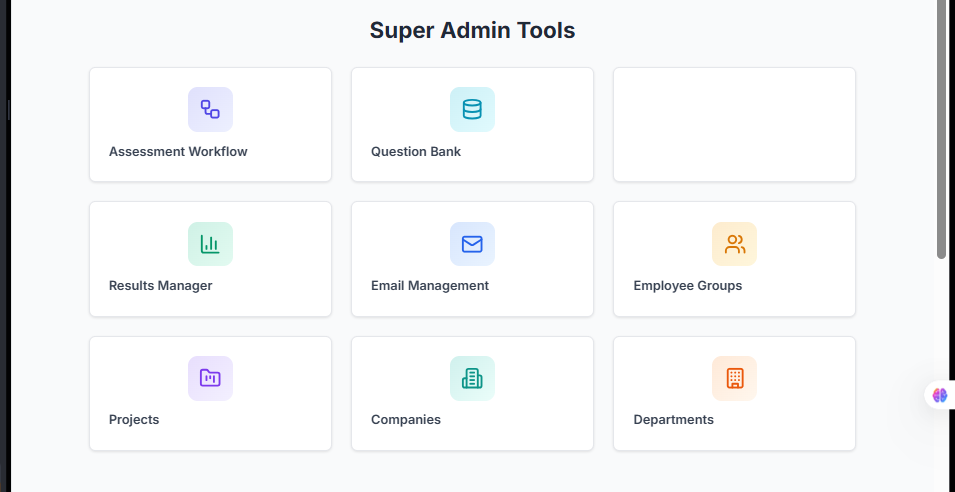 Super Admin Tools
Assessment Workflow
Question Bank
Results Manager
Email Management
Employee Groups
Projects
Companies
Departments